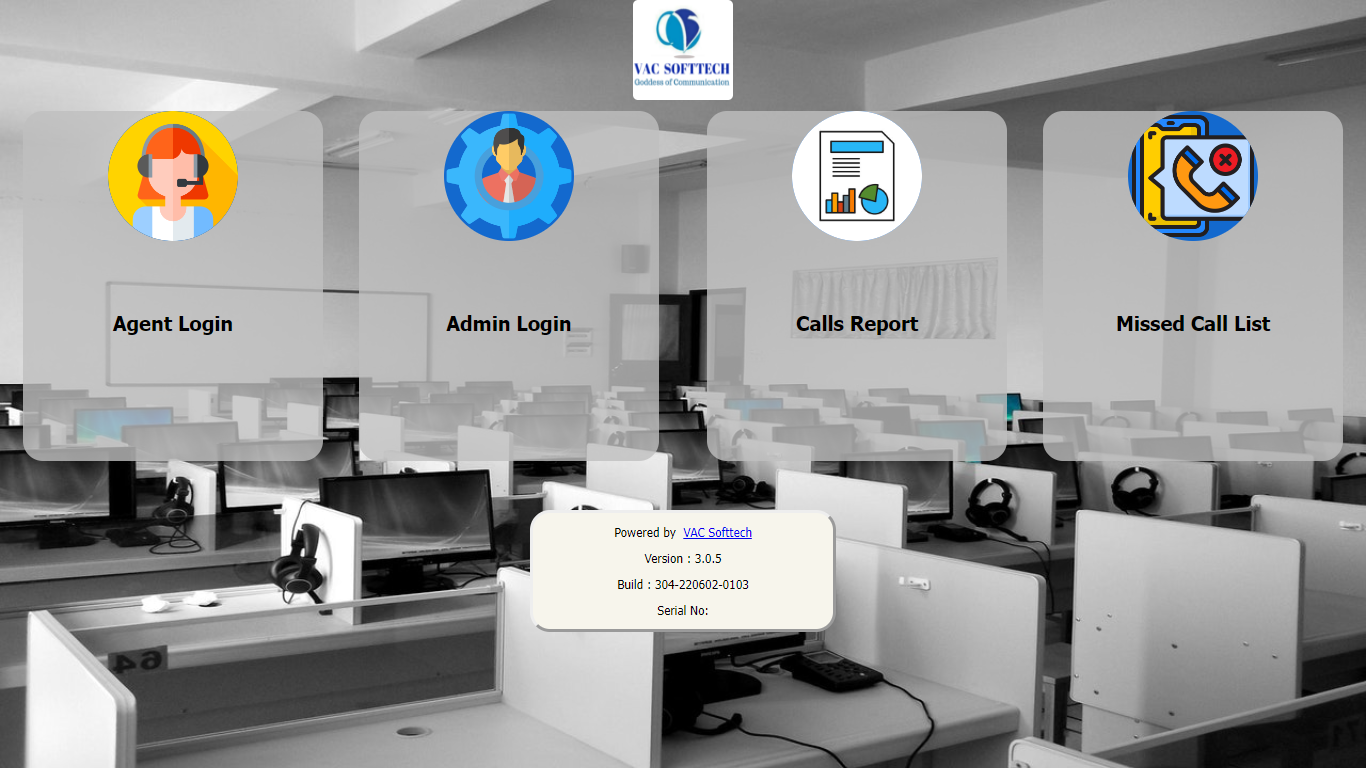 VAC SOFTTECH
Goddess of Communication
Agent Login
Admin Login
Calls Report
Missed Call List
Powered by VAC Softtech
Version : 3.0.5
Build : 304-220602-0103
Serial No:
64